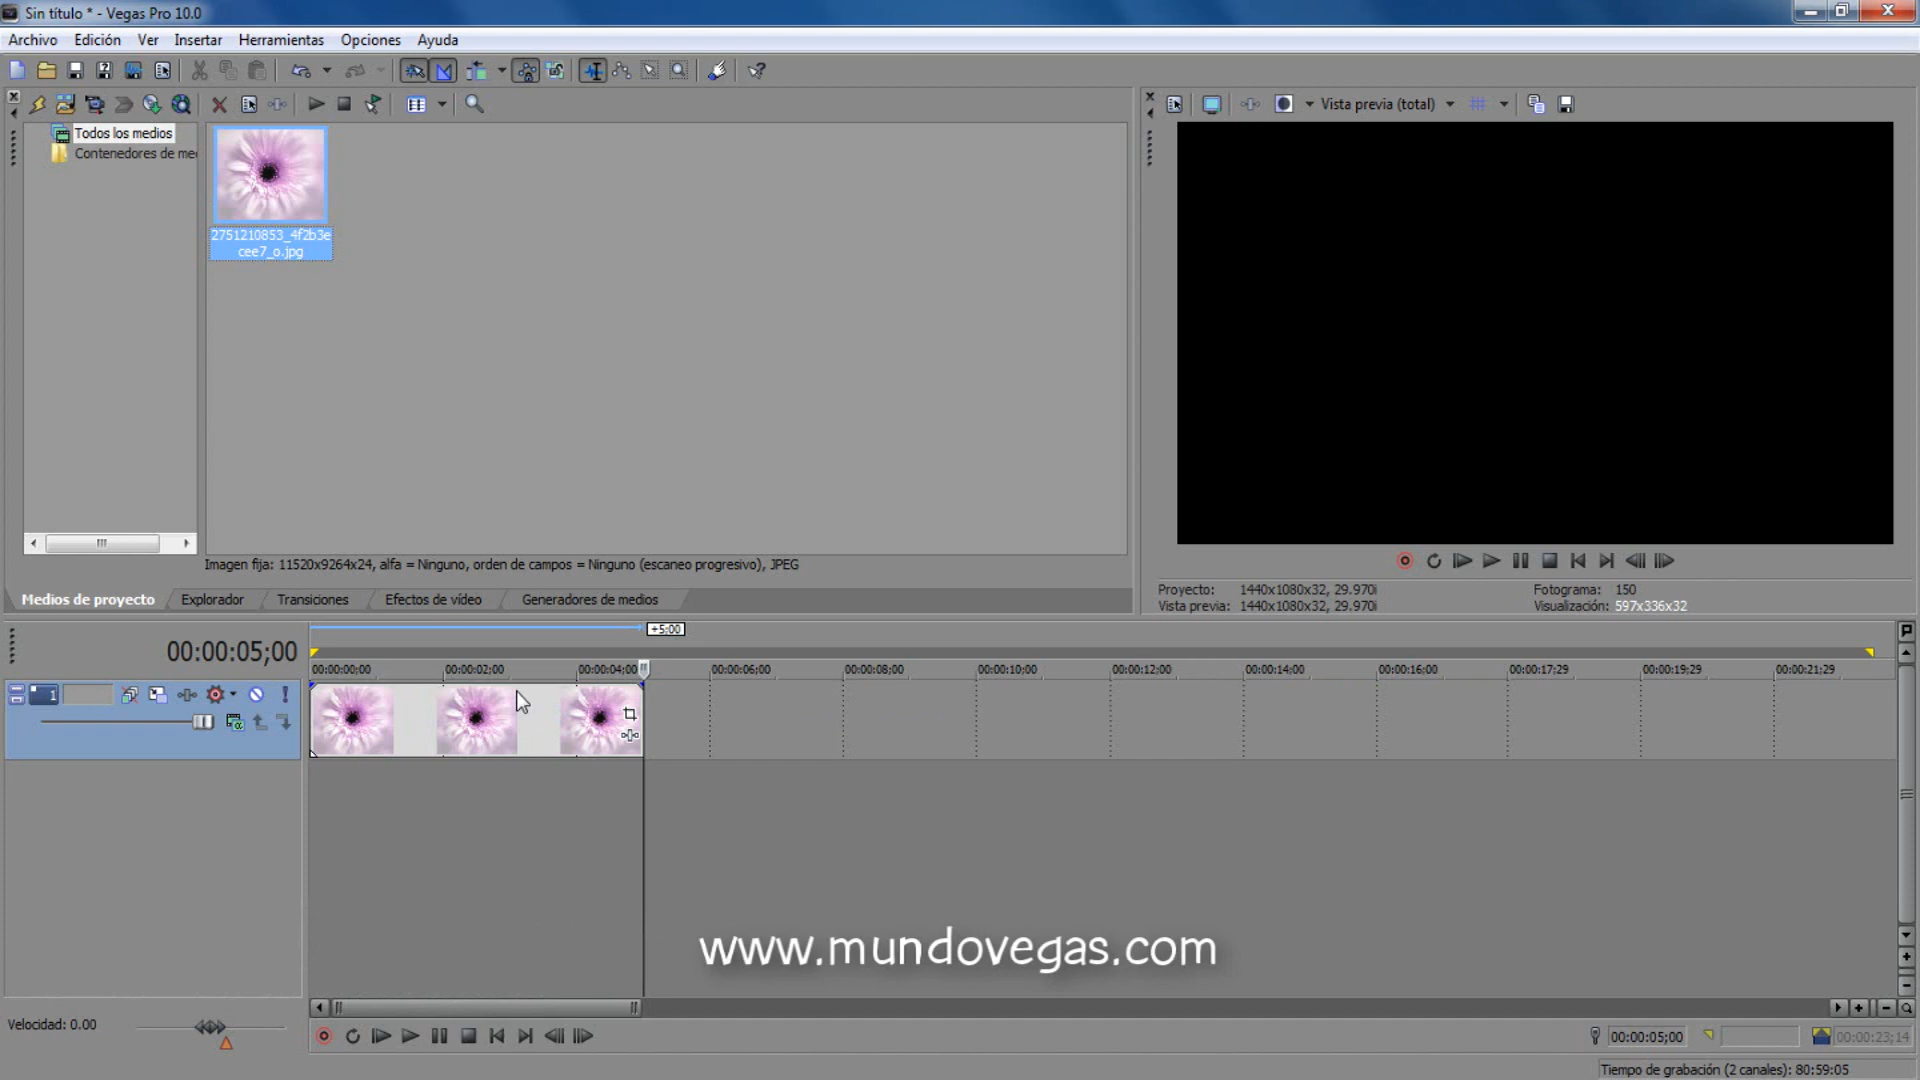 Sin título * - Vegas Pro 10.0
Archivo Edición Ver Insertar Herramientas Opciones Ayuda
Vista previa (total)
Todos los medios
Contenedores de me
2751210853_4f2b3e
cee7_o.jpg
Imagen fija: 11520x9264x24, alfa = Ninguno, orden de campos = Ninguno (escaneo progresivo), JPEG
Medios de proyecto Explorador Transiciones Efectos de vídeo Generadores de medios
Proyecto: 1440x1080x32, 29.970i Fotograma: 150
Vista previa: 1440x1080x32, 29.970i Visualización: 597x336x32
+5:00
00:00:05;00
00:00:00;00 00:00:02;00 00:00:04;00 00:00:06;00 00:00:08;00 00:00:10;00 00:00:12;00 00:00:14;00 00:00:16;00 00:00:17;29 00:00:19;29 00:00:21;29
1
www.mundovegas.com
Velocidad: 0.00
00:00:05;00 00:00:23;14
Tiempo de grabación (2 canales): 80:59:05